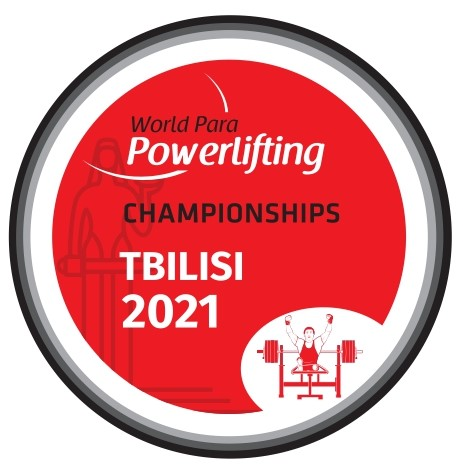 World Para
Powerlifting
CHAMPIONSHIPS
TBILISI
2021